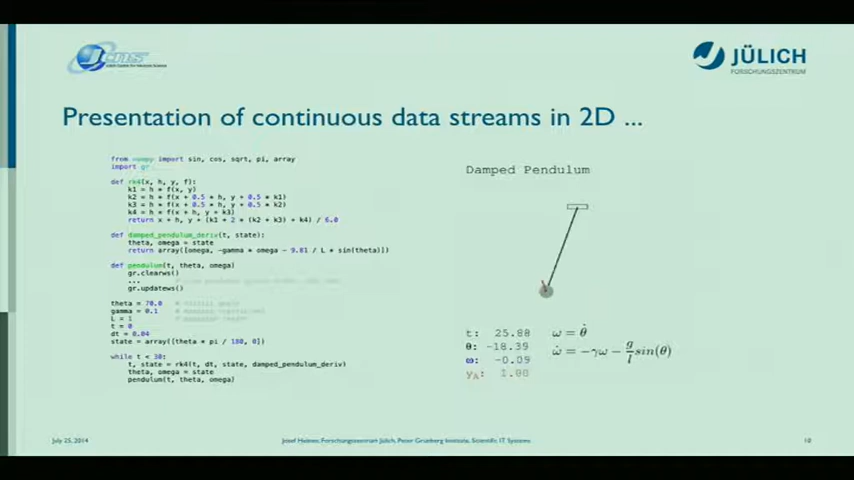 JÜLICH
FORSCHUNGSZENTRUM
Presentation of continuous data streams in 2D ...
from numpy import sin, cos, sqrt, pi, array
import gr
def rk4(x, h, y, f):
k1 = h * f(x, y)
k2 = h * f(x + 0.5 * h, y + 0.5 * k1)
k3 = h * f(x + 0.5 * h, y + 0.5 * k2)
k4 = h * f(x + h, y + k3)
return x + h, y + (k1 + 2 * (k2 + k3) + k4) / 6.0
def damped_pendulum_deriv(t, state):
theta, omega = state
return array([omega, -gamma * omega - 9.81 / L * sin(theta)])
def pendulum(t, theta, omega)
gr.clearws()
...
gr.updatews()
theta = 70.0 # initial angle
gamma = 0.1
L = 1
t = 0
dt = 0.04
state = array([theta * pi / 180, 0])
while t < 30:
t, state = rk4(t, dt, state, damped_pendulum_deriv)
theta, omega = state
pendulum(t, theta, omega)
Damped Pendulum
t: 25.88
θ: -18.39
ω: -0.09
y_A: 1.00
ω = θ̇
ω̇ = −γω − g/l sin(θ)
July 25, 2014
Josef Heinen, Forschungszentrum Jülich, Peter Grünberg Institute, Scientific IT Systems
10